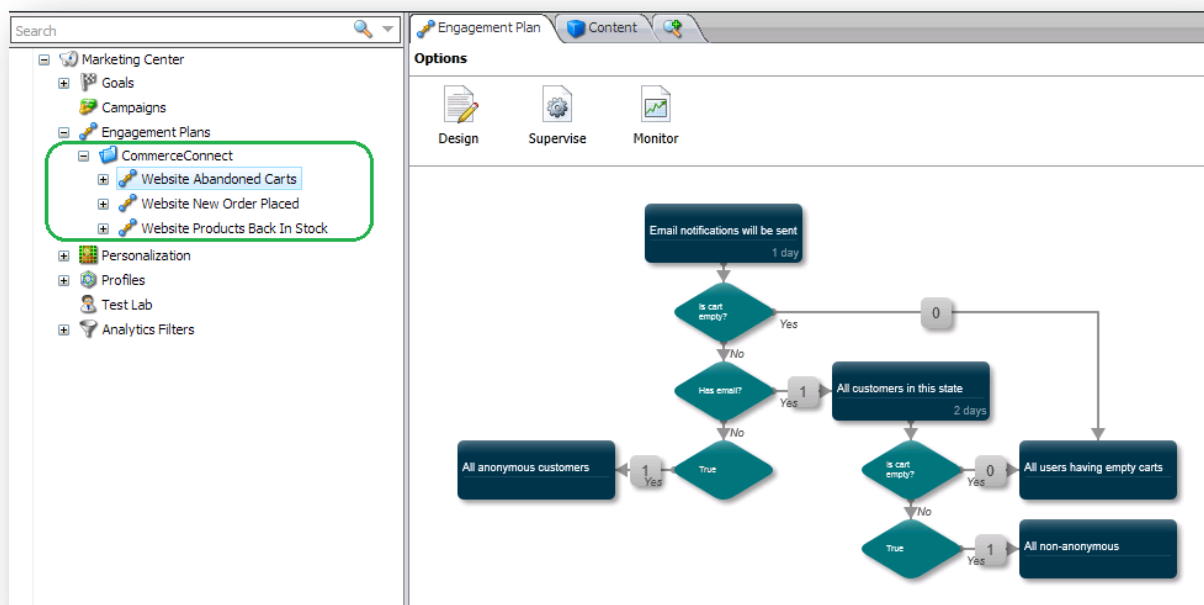 Search
Marketing Center
Goals
Campaigns
Engagement Plans
CommerceConnect
Website Abandoned Carts
Website New Order Placed
Website Products Back In Stock
Personalization
Profiles
Test Lab
Analytics Filters
Engagement Plan
Content
Options
Design
Supervise
Monitor
Email notifications will be sent
1 day
Is cart
empty?
Yes
0
No
Has email?
Yes
1
All customers in this state
2 days
No
All anonymous customers
1
Yes
True
Is cart
empty?
Yes
0
All users having empty carts
No
True
Yes
1
All non-anonymous